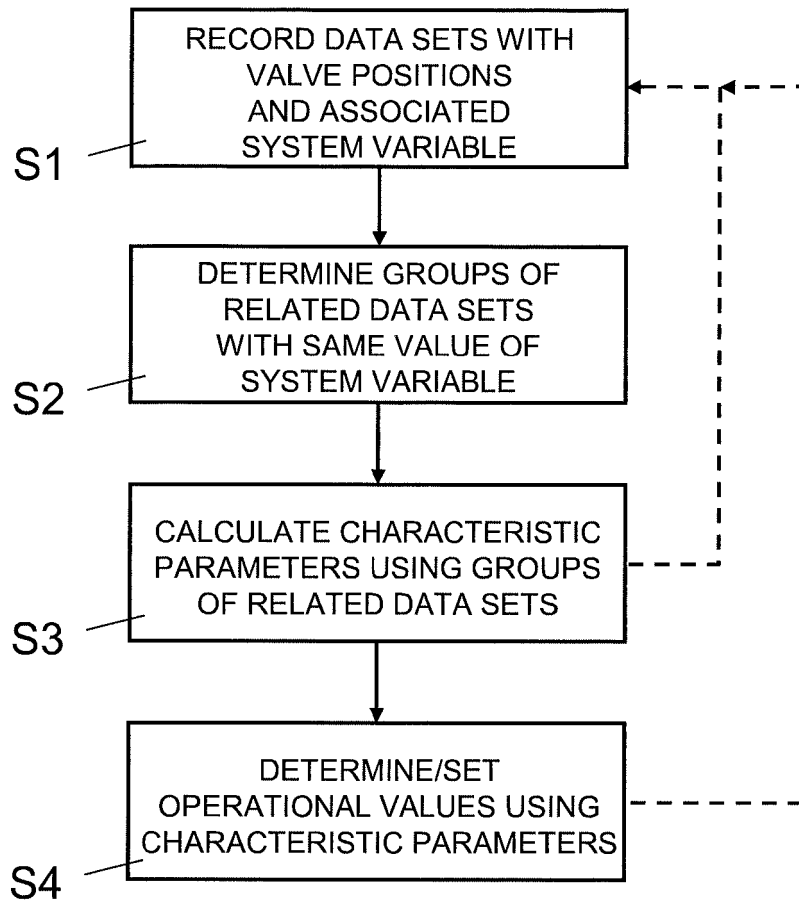 RECORD DATA SETS WITH
VALVE POSITIONS
AND ASSOCIATED
SYSTEM VARIABLE
S1
DETERMINE GROUPS OF
RELATED DATA SETS
WITH SAME VALUE OF
SYSTEM VARIABLE
S2
CALCULATE CHARACTERISTIC
PARAMETERS USING GROUPS
OF RELATED DATA SETS
S3
DETERMINE/SET
OPERATIONAL VALUES USING
CHARACTERISTIC PARAMETERS
S4